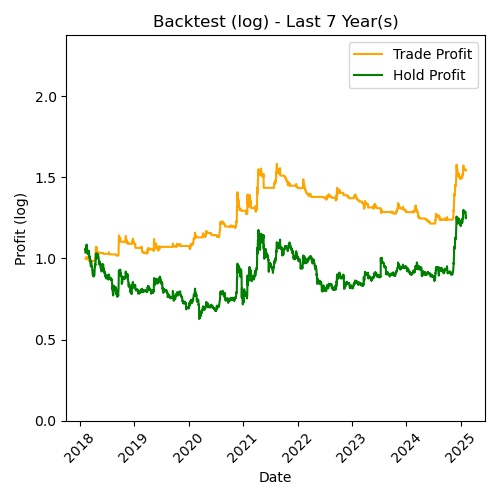 Backtest (log) - Last 7 Year(s)
Trade Profit
Hold Profit
Profit (log)
2.0
1.5
1.0
0.5
0.0
2018 2019 2020 2021 2022 2023 2024 2025
Date